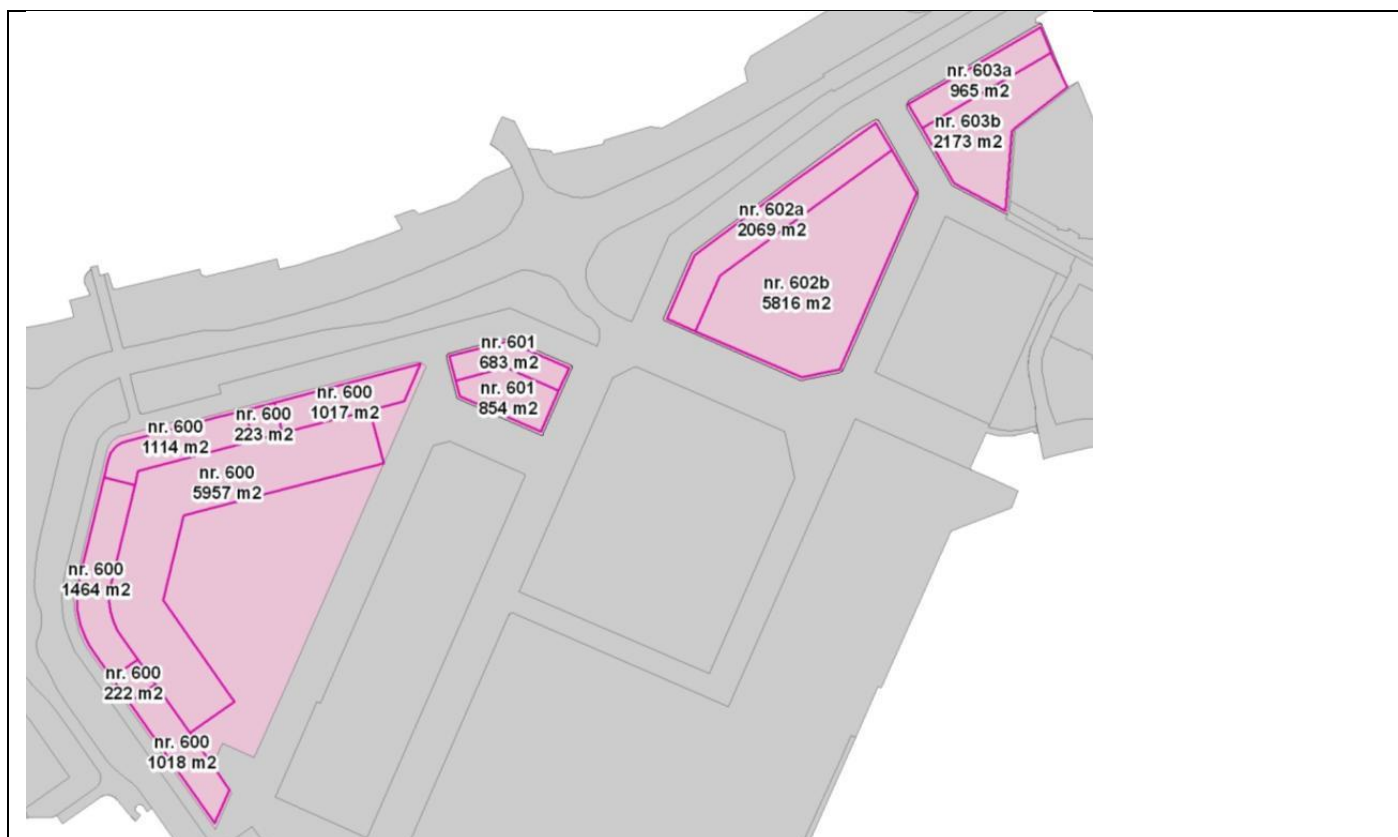 nr. 603a
965 m2
nr. 603b
2173 m2
nr. 602a
2069 m2
nr. 602b
5816 m2
nr. 601
683 m2
nr. 601
854 m2
nr. 600
1017 m2
nr. 600
223 m2
nr. 600
1114 m2
nr. 600
5957 m2
nr. 600
1464 m2
nr. 600
222 m2
nr. 600
1018 m2